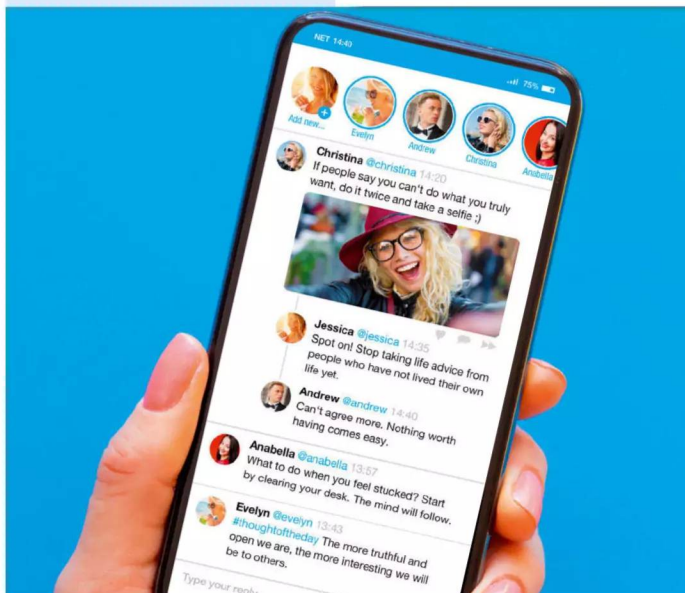 NET 14:40
75%
Add new...
Evelyn
Andrew
Christina
Anabella
Christina @christina 14:20
If people say you can't do what you truly
want, do it twice and take a selfie ;)
Jessica @jessica 14:35
Spot on! Stop taking life advice from
people who have not lived their own
life yet.
Andrew @andrew 14:40
Can't agree more. Nothing worth
having comes easy.
Anabella @anabella 13:57
What to do when you feel stucked? Start
by clearing your desk. The mind will follow.
Evelyn @evelyn 13:43
#thoughtoftheday The more truthful and
open we are, the more interesting we will
be to others.
Type your reply